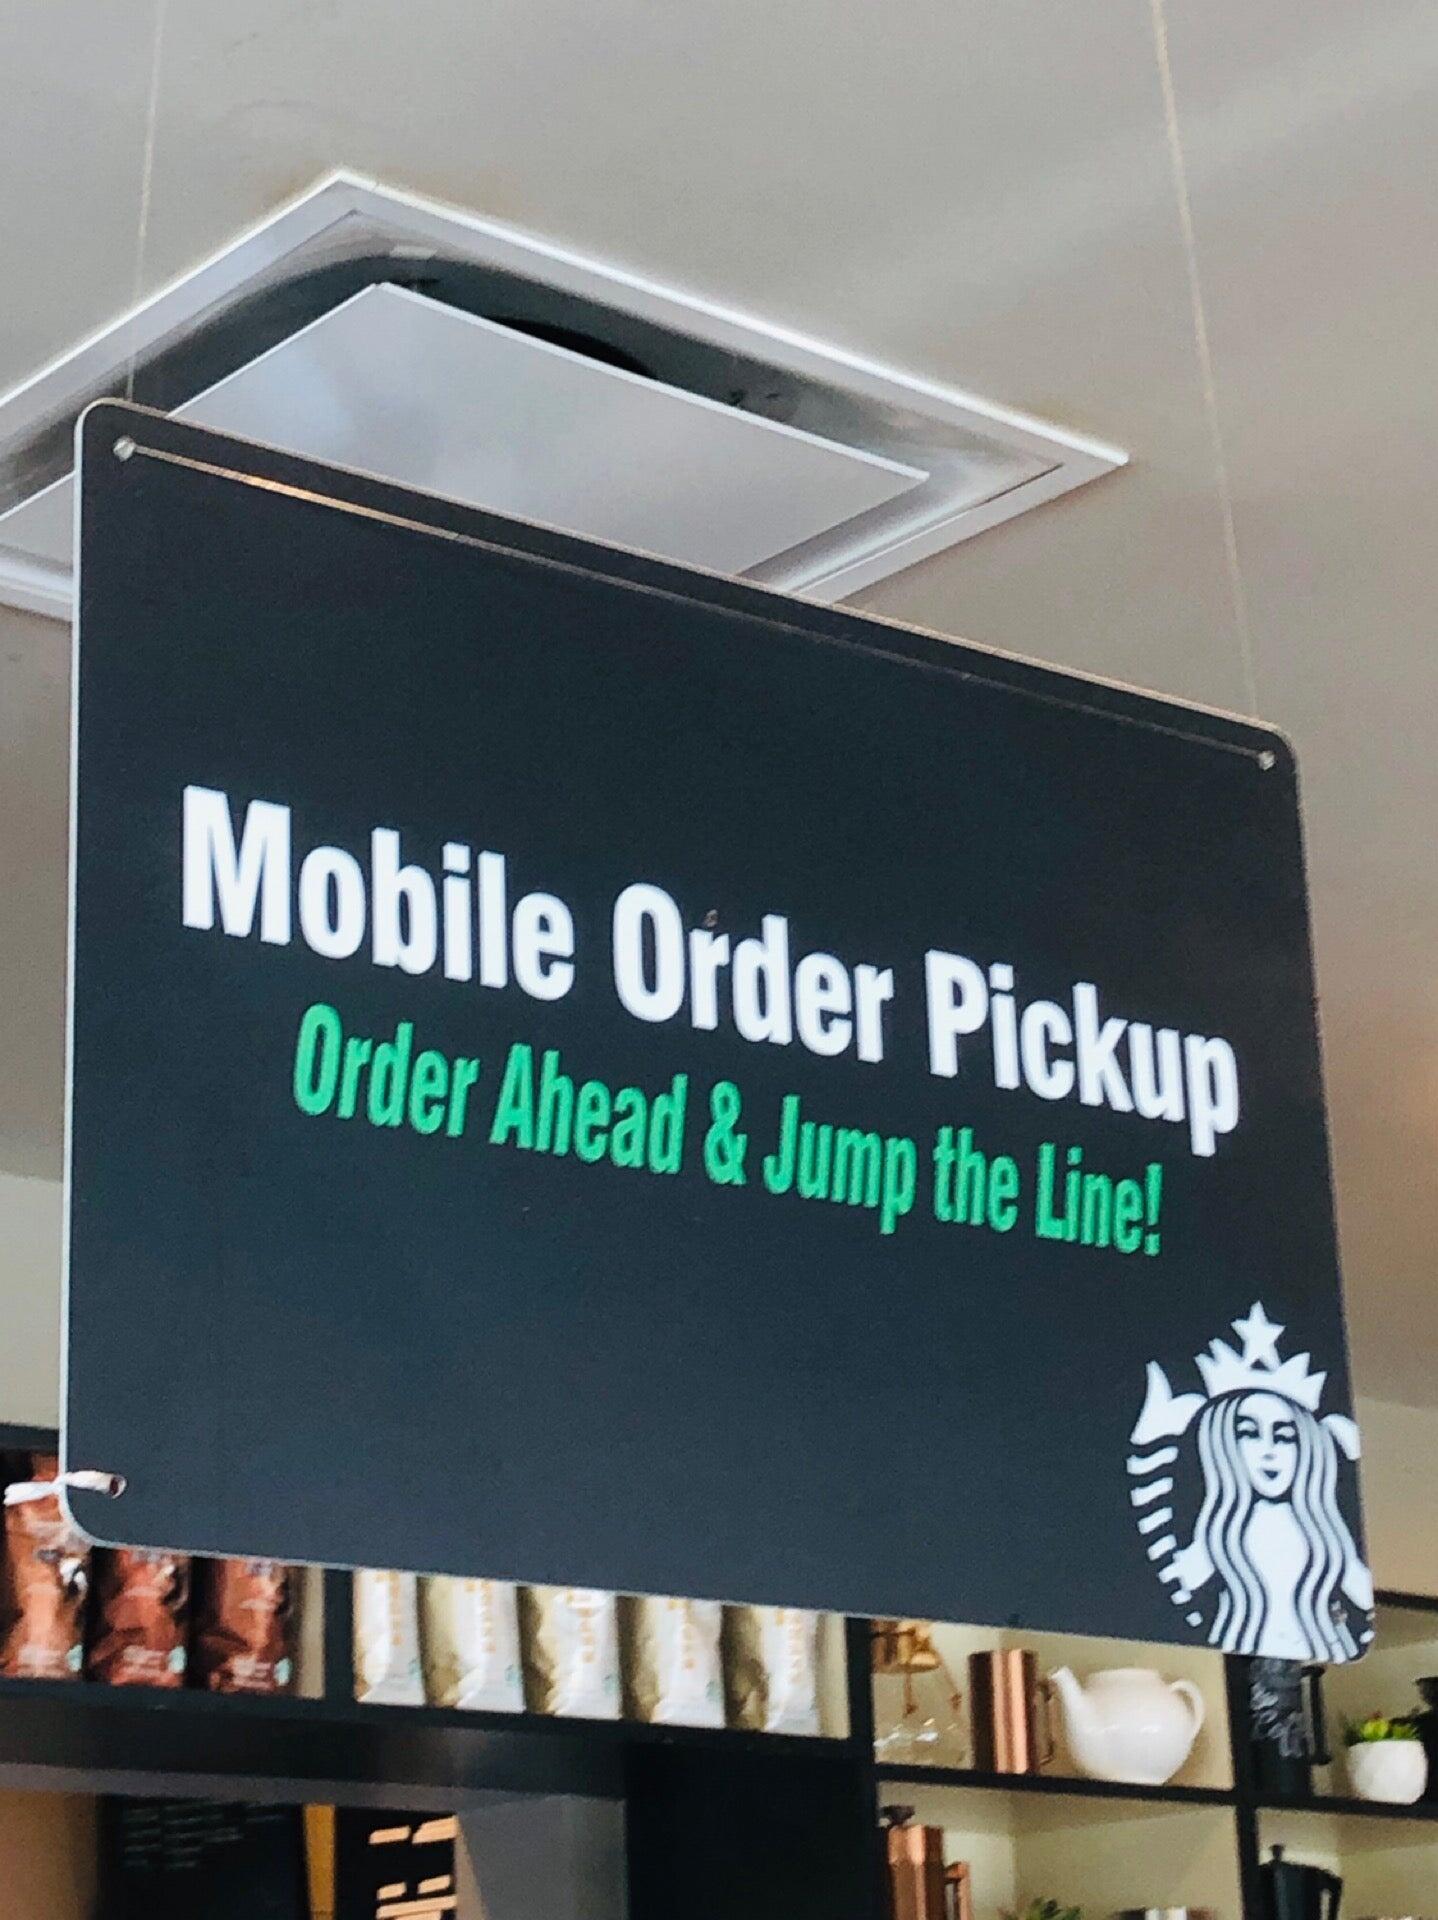 Mobile Order Pickup
Order Ahead & Jump the Line!